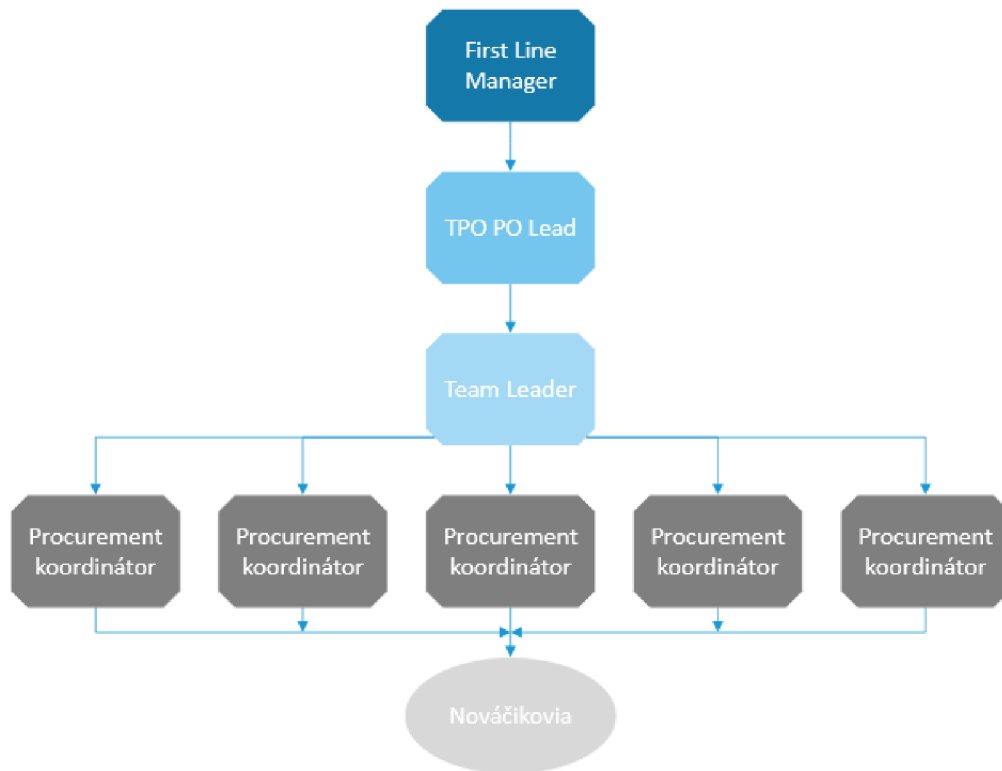 First Line
Manager
TPO PO Lead
Team Leader
Procurement
koordinátor
Procurement
koordinátor
Procurement
koordinátor
Procurement
koordinátor
Procurement
koordinátor
Nováčikovia